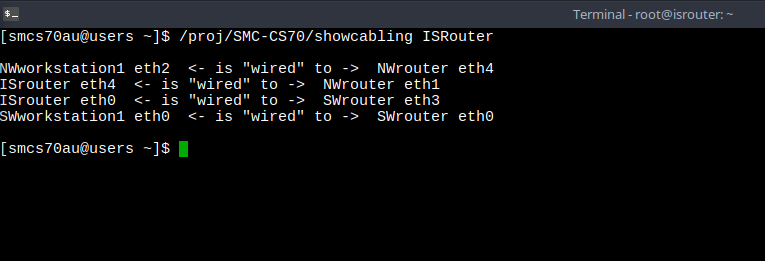 $_
Terminal - root@isrouter: ~
[smcs70au@users ~]$ /proj/SMC-CS70/showcabling ISRouter
NWworkstation1 eth2  <- is "wired" to ->  NWrouter eth4
ISrouter eth4  <- is "wired" to ->  NWrouter eth1
ISrouter eth0  <- is "wired" to ->  SWrouter eth3
SWworkstation1 eth0  <- is "wired" to ->  SWrouter eth0
[smcs70au@users ~]$